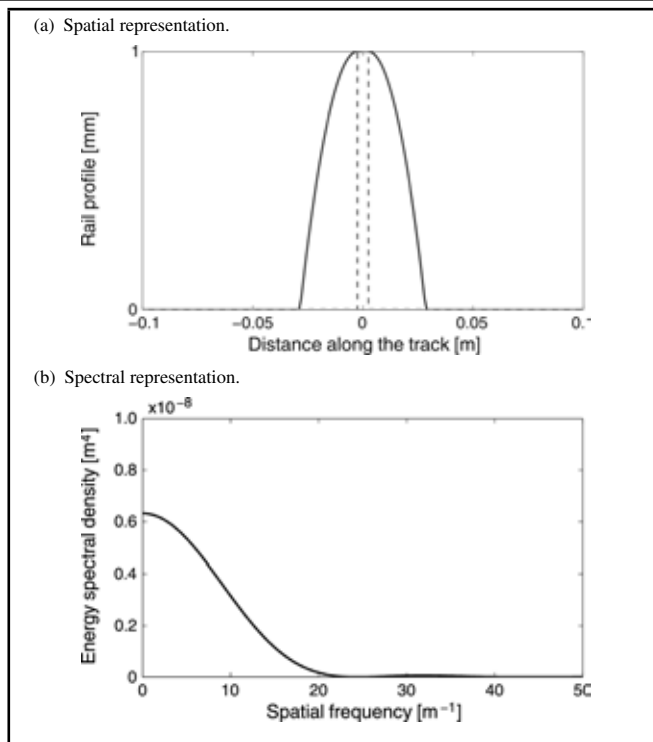 (a) Spatial representation.
1
Rail profile [mm]
0
−0.1
−0.05
0
0.05
0.1
Distance along the track [m]
(b) Spectral representation.
x10⁻⁸
1.0
0.8
0.6
0.4
0.2
0
Energy spectral density [m⁴]
0
10
20
30
40
50
Spatial frequency [m⁻¹]